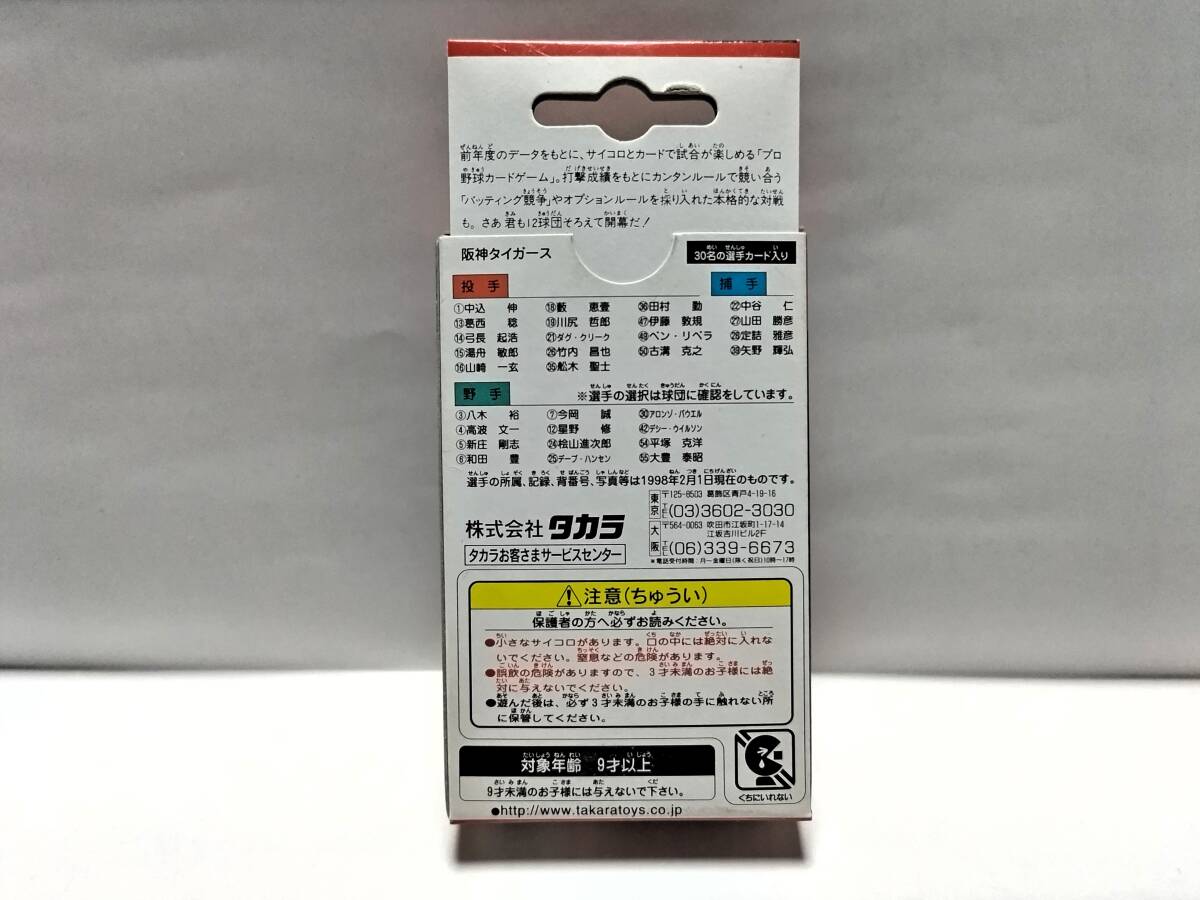 前年度のデータをもとに、サイコロとカードで試合が楽しめる「プロ
野球カードゲーム」。打撃成績をもとにカンタンルールで競い合う
「バッティング競争」やオプションルールを採り入れた本格的な対戦
も。さあ君も12球団そろえて開幕だ!
阪神タイガース
30名の選手カード入り
投手
捕手
①中込 伸 ⑱藪 恵壹 ㊱田村 勤 ㉒中谷 仁
⑬葛西 稔 ⑲川尻 哲郎 ㊼伊藤 敦規 ㉗山田 勝彦
⑭弓長 起浩 ㉑ダグ・クリーク ㊾ベン・リベラ ㉘定詰 雅彦
⑮湯舟 敏郎 ㉖竹内 昌也 ㊿古溝 克之 ㊴矢野 輝弘
⑯山崎 一玄 ㉟舩木 聖士
野手
※選手の選択は球団に確認をしています。
③八木 裕 ⑦今岡 誠 ㉚アロンゾ・パウエル
④高波 文一 ⑫星野 修 ㊷デシー・ウイルソン
⑤新庄 剛志 ㉔桧山進次郎 54平塚 克洋
⑥和田 豊 ㉕デーブ・ハンセン 55大豊 泰昭
選手の所属、記録、背番号、写真等は1998年2月1日現在のものです。
株式会社 タカラ
タカラお客さまサービスセンター
東京 〒125-8503 葛飾区青戸4-19-16
TEL(03)3602-3030
大阪 〒564-0063 吹田市江坂町1-17-14
江坂吉川ビル2F
TEL(06)339-6673
*電話受付時間:月〜金曜日(除く祝日)10時〜17時
⚠注意(ちゅうい)
保護者の方へ必ずお読みください。
●小さなサイコロがあります。口の中には絶対に入れな
いでください。窒息などの危険があります。
●誤飲の危険がありますので、3才未満のお子様には絶
対に与えないでください。
●遊んだ後は、必ず3才未満のお子様の手に触れない所
に保管してください。
対象年齢 9才以上
9才未満のお子様には与えないで下さい。
くちにいれない
●http://www.takaratoys.co.jp